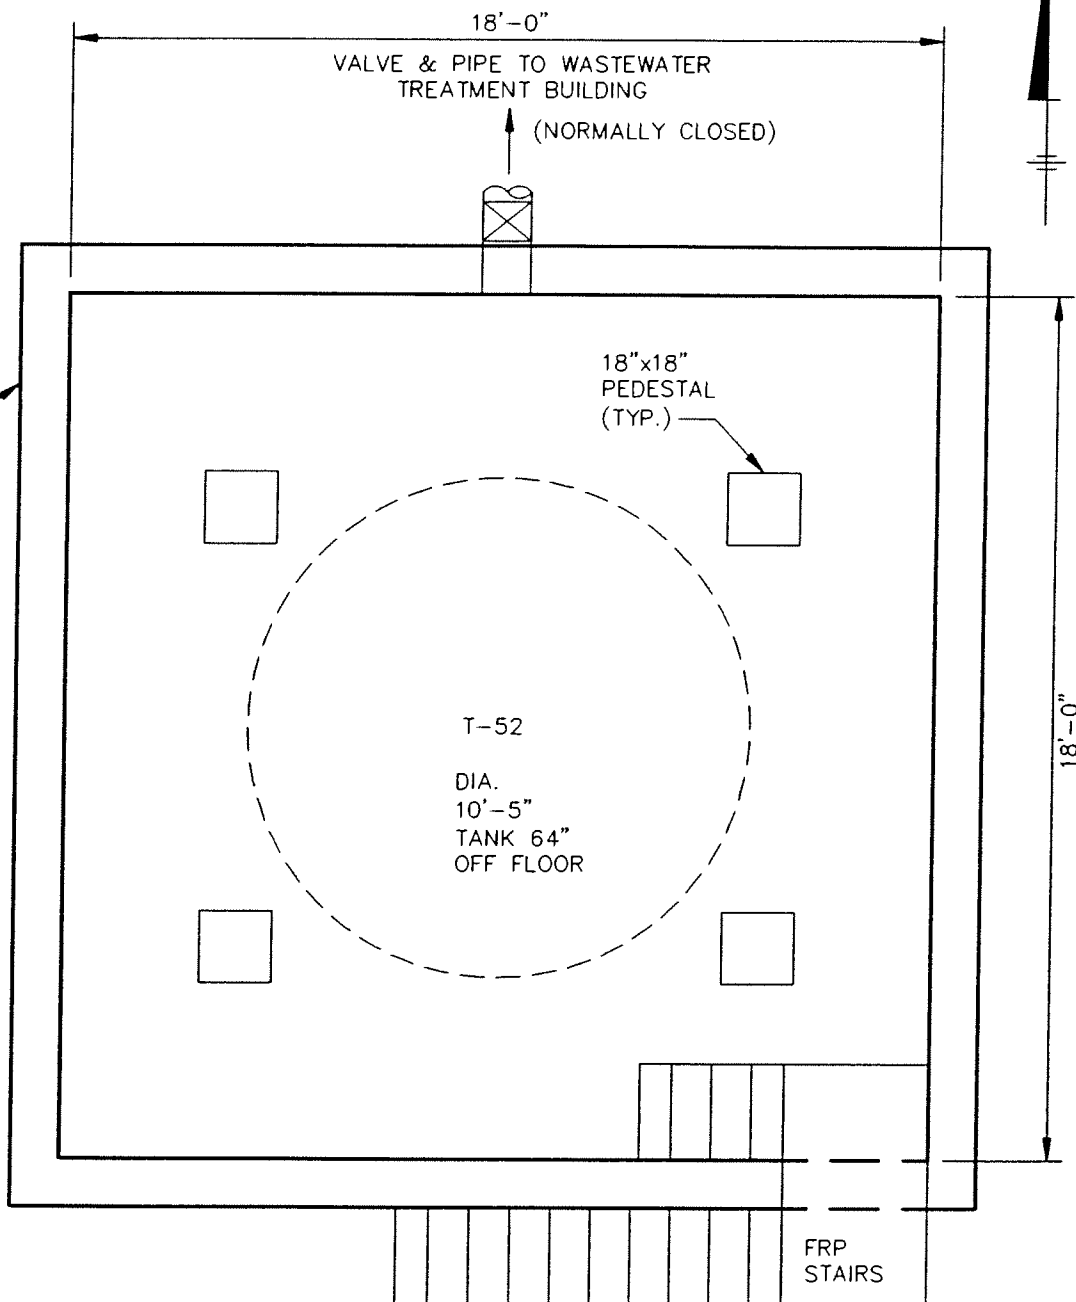 18'-0"
VALVE & PIPE TO WASTEWATER
TREATMENT BUILDING
(NORMALLY CLOSED)
18"x18"
PEDESTAL
(TYP.)
T-52
DIA.
10'-5"
TANK 64"
OFF FLOOR
18'-0"
FRP
STAIRS